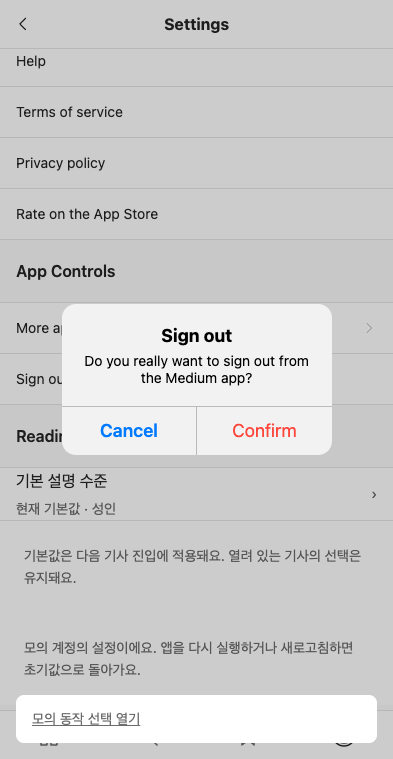 Settings
Help
Terms of service
Privacy policy
Rate on the App Store
App Controls
More
Sign out
Do you really want to sign out from
the Medium app?
Cancel
Confirm
Sign
기본 설명 수준
현재 기본값 · 성인
기본값은 다음 기사 진입에 적용돼요. 열려 있는 기사의 선택은
유지돼요.
모의 계정의 설정이에요. 앱을 다시 실행하거나 새로고침하면
초기값으로 돌아가요.
모의 동작 선택 열기